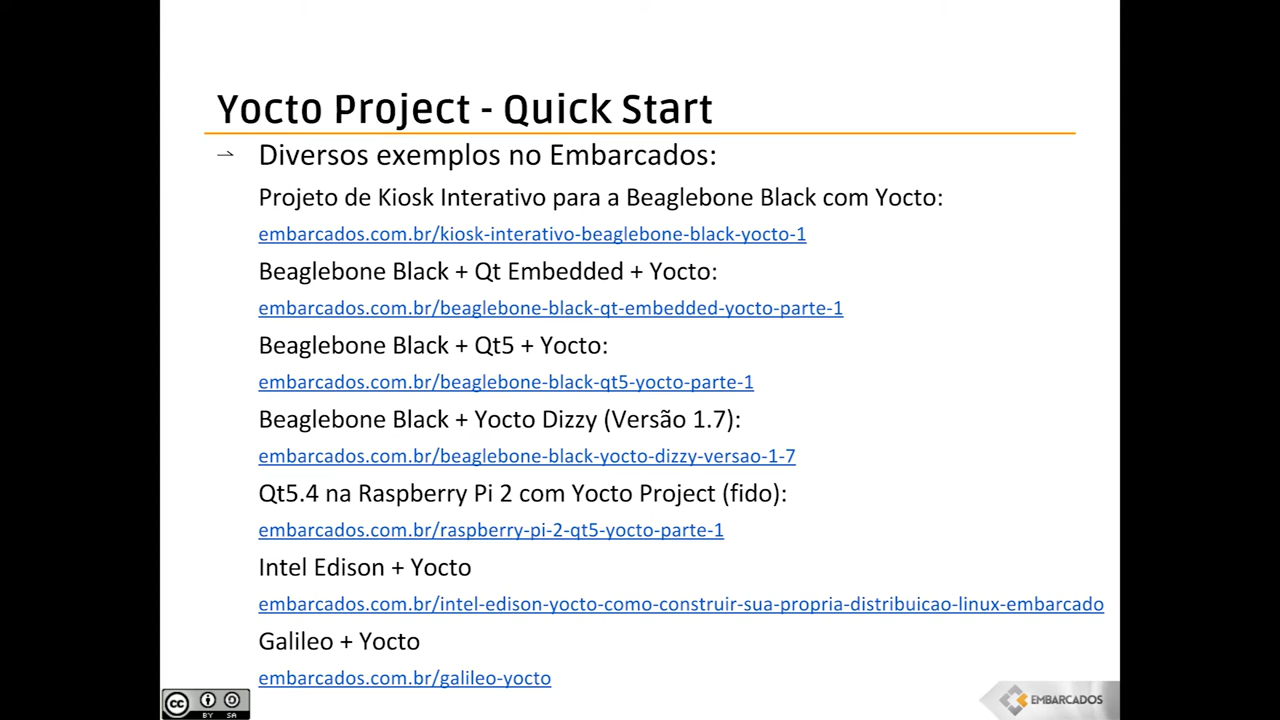 Yocto Project - Quick Start
Diversos exemplos no Embarcados:
Projeto de Kiosk Interativo para a Beaglebone Black com Yocto:
embarcados.com.br/kiosk-interativo-beaglebone-black-yocto-1
Beaglebone Black + Qt Embedded + Yocto:
embarcados.com.br/beaglebone-black-qt-embedded-yocto-parte-1
Beaglebone Black + Qt5 + Yocto:
embarcados.com.br/beaglebone-black-qt5-yocto-parte-1
Beaglebone Black + Yocto Dizzy (Versão 1.7):
embarcados.com.br/beaglebone-black-yocto-dizzy-versao-1-7
Qt5.4 na Raspberry Pi 2 com Yocto Project (fido):
embarcados.com.br/raspberry-pi-2-qt5-yocto-parte-1
Intel Edison + Yocto
embarcados.com.br/intel-edison-yocto-como-construir-sua-propria-distribuicao-linux-embarcado
Galileo + Yocto
embarcados.com.br/galileo-yocto
cc BY SA
EMBARCADOS